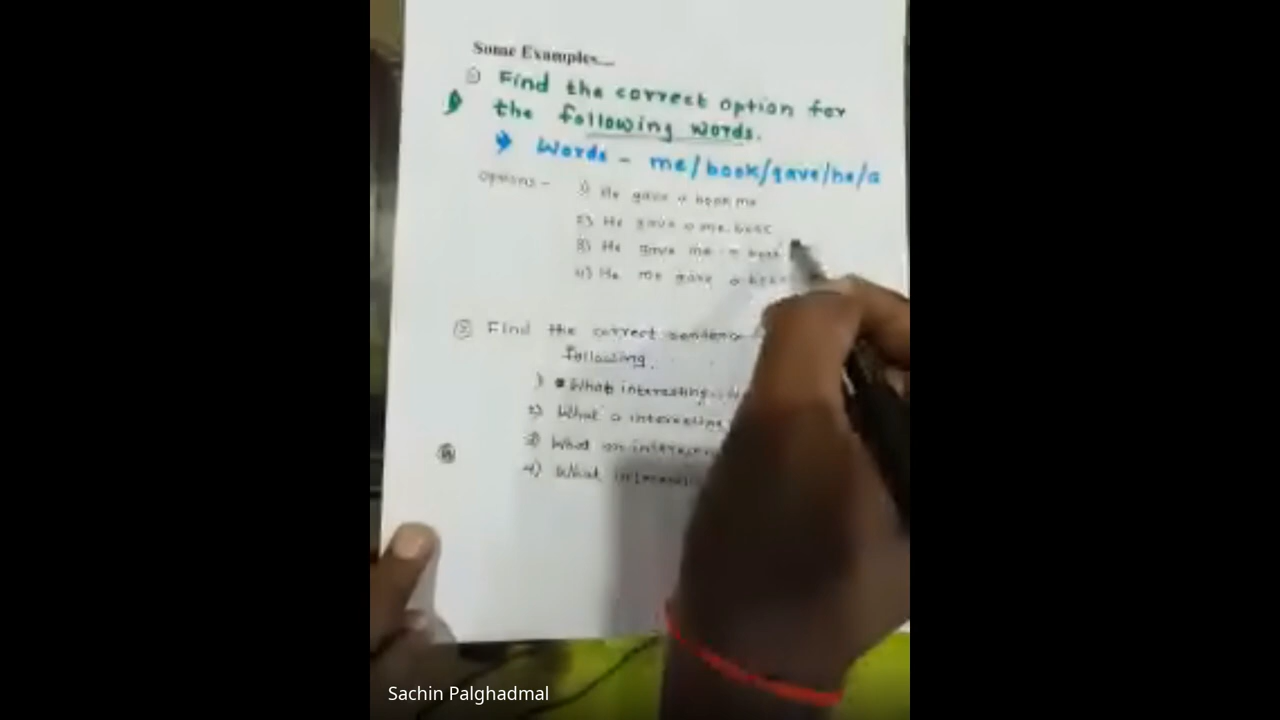 Some Examples....
① Find the correct option for
the following words.
Words - me/book/gave/he/a
options - 1) He gave a book me
2) He gave a me book
3) He gave me a book
4) He me gave a book
② Find the correct sentence
following.
1) What interesting
2) What a interesting
3) What an
4) What
Sachin Palghadmal